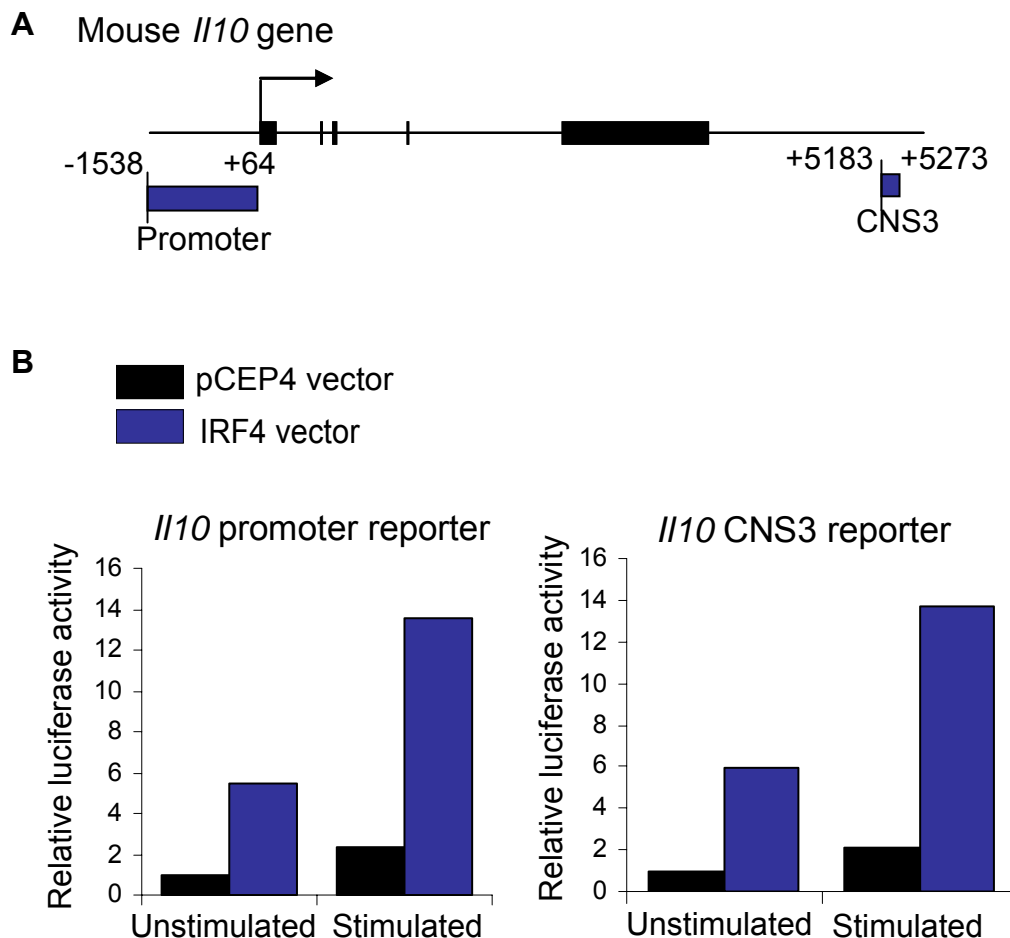 A Mouse Il10 gene
-1538 +64 +5183 +5273
Promoter CNS3
B
pCEP4 vector
IRF4 vector
Il10 promoter reporter
Relative luciferase activity
16
14
12
10
8
6
4
2
0
Unstimulated Stimulated
Il10 CNS3 reporter
Relative luciferase activity
16
14
12
10
8
6
4
2
0
Unstimulated Stimulated